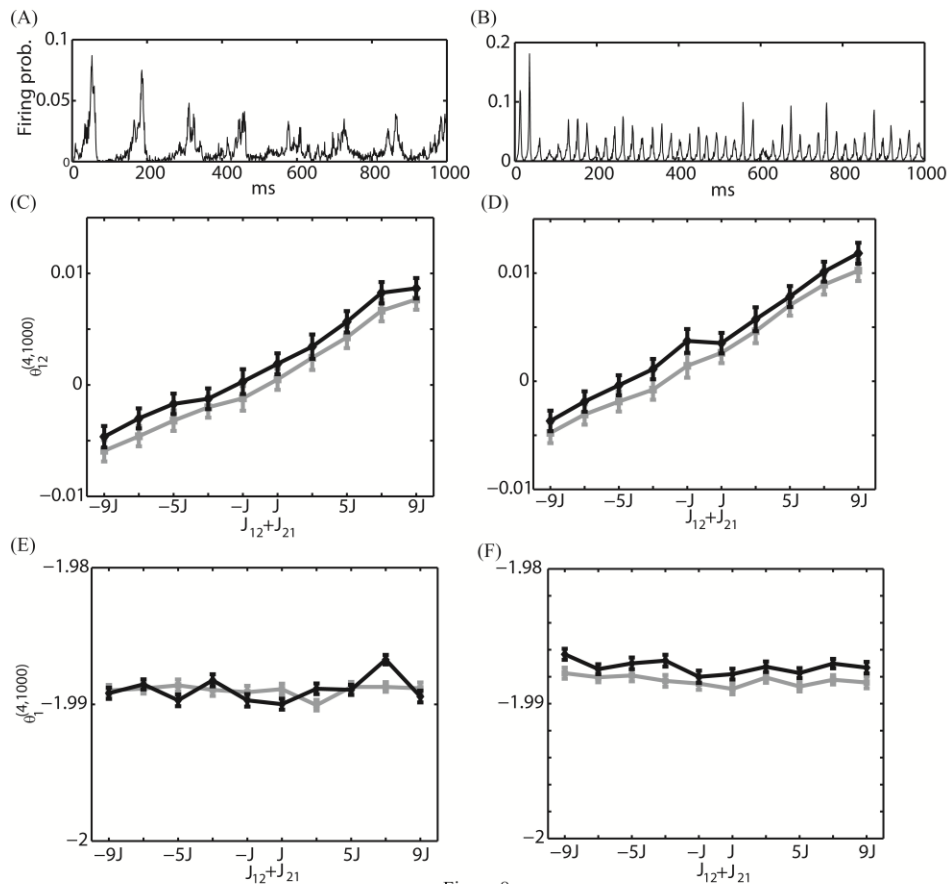 (A)
(B)
Firing prob.
0.1
0.05
0
0 200 400 600 800 1000
ms
0.2
0.1
0
0 200 400 600 800 1000
ms
(C)
(D)
θ12(4,1000)
0.01
0
−0.01
−9J −5J −J J 5J 9J
J12+J21
0.01
0
−0.01
−9J −5J −J J 5J 9J
J12+J21
(E)
(F)
θ1(4,1000)
−1.98
−1.99
−2
−9J −5J −J J 5J 9J
J12+J21
−1.98
−1.99
−2
−9J −5J −J J 5J 9J
J12+J21